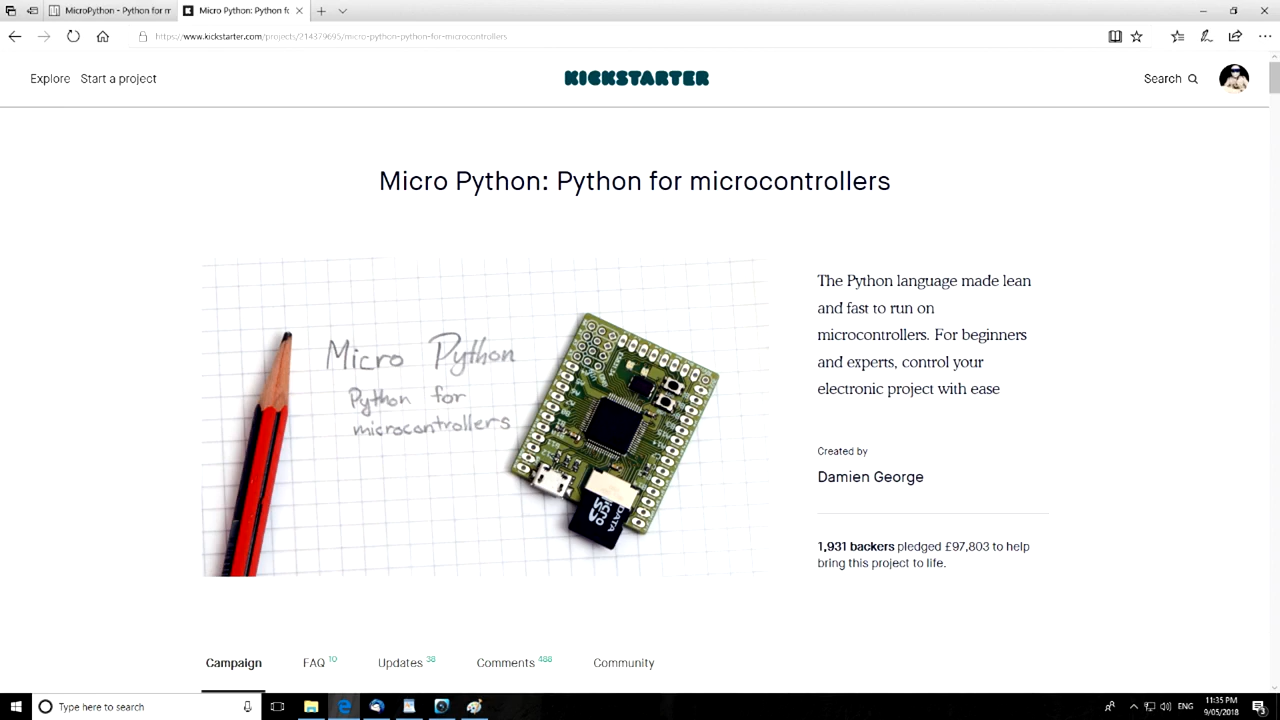 MicroPython - Python for m
Micro Python: Python fo
https://www.kickstarter.com/projects/214379695/micro-python-python-for-microcontrollers
Explore Start a project
KICKSTARTER
Search
Micro Python: Python for microcontrollers
Micro Python
Python for
microcontrollers
Micro
The Python language made lean
and fast to run on
microcontrollers. For beginners
and experts, control your
electronic project with ease
Created by
Damien George
1,931 backers pledged £97,803 to help
bring this project to life.
Campaign FAQ 10 Updates 38 Comments 488 Community
Type here to search
ENG
11:35 PM
9/05/2018